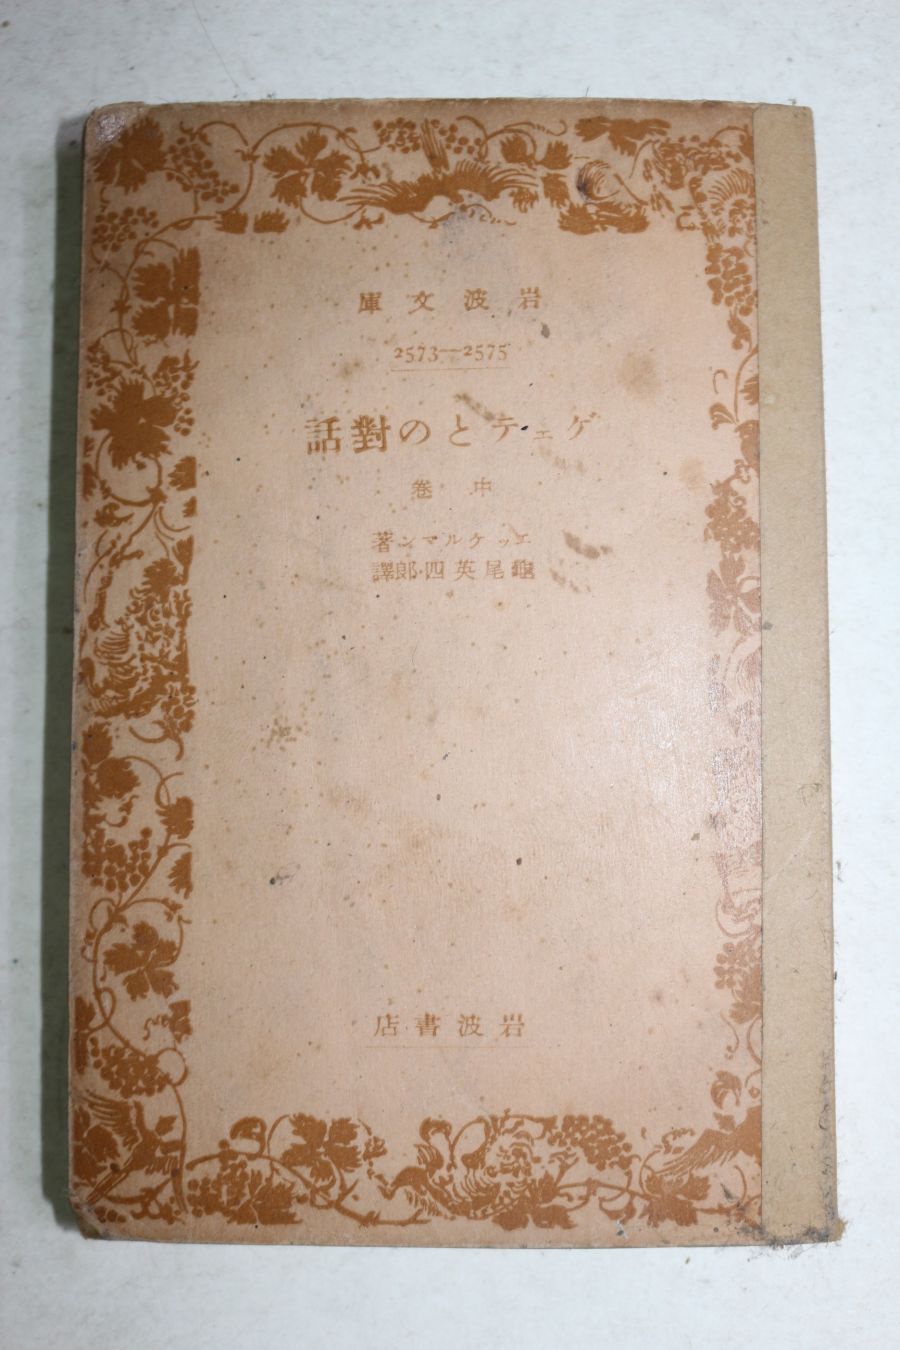 岩波文庫
2573—2575
ゲェテとの對話
中卷
エッケルマン著
龜尾英四郎譯
岩波書店